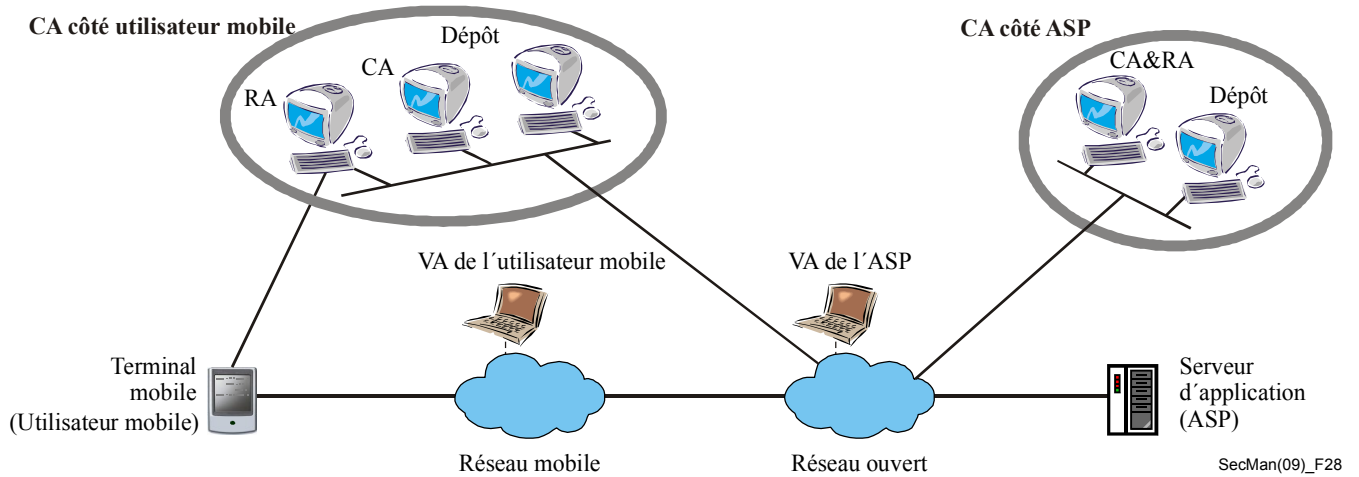 CA côté utilisateur mobile
Dépôt
CA
RA
CA côté ASP
CA&RA
Dépôt
VA de l´utilisateur mobile
VA de l´ASP
Terminal
mobile
(Utilisateur mobile)
Serveur
d´application
(ASP)
Réseau mobile
Réseau ouvert
SecMan(09)_F28